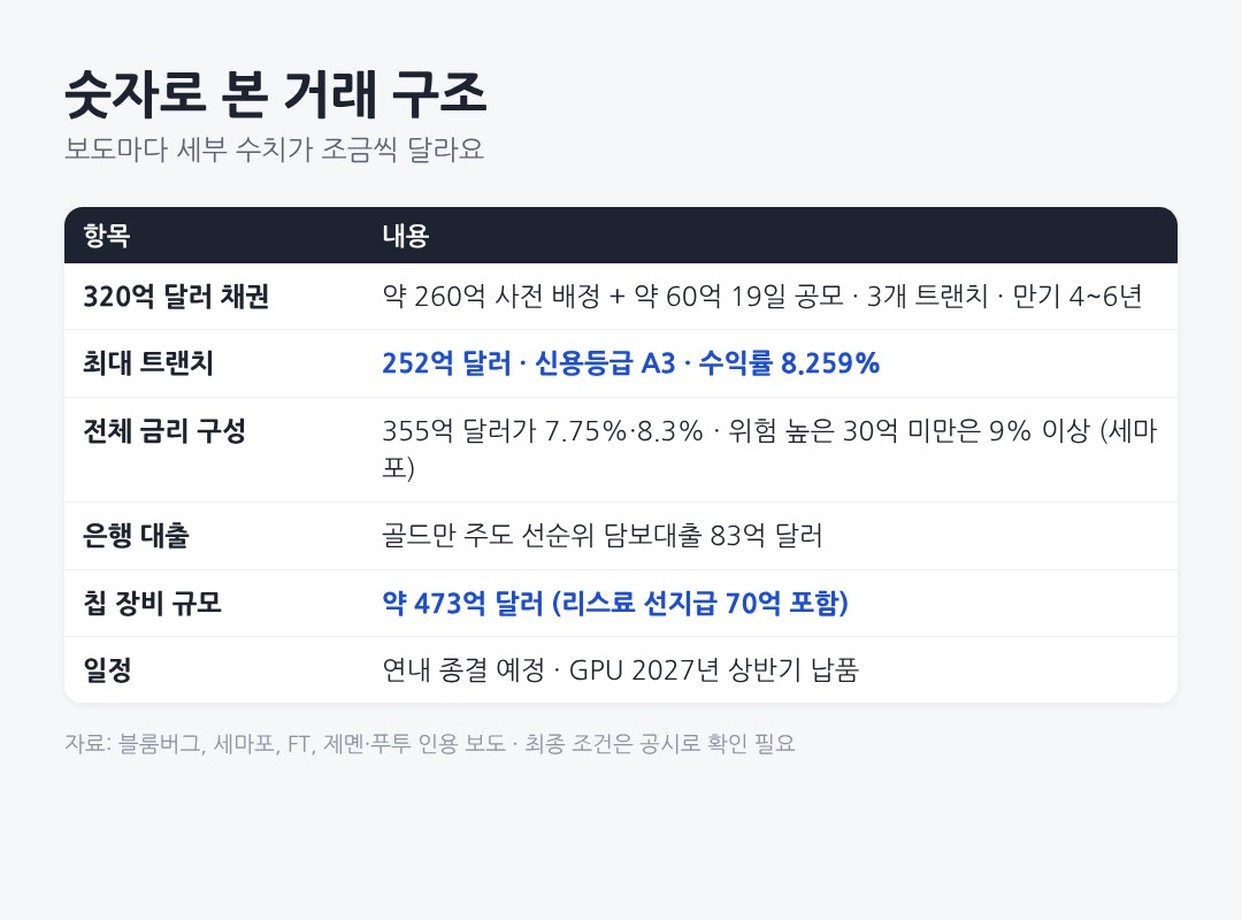 숫자로 본 거래 구조
보도마다 세부 수치가 조금씩 달라요
항목 내용
320억 달러 채권 약 260억 사전 배정 + 약 60억 19일 공모 · 3개 트랜치 · 만기 4~6년
최대 트랜치 252억 달러 · 신용등급 A3 · 수익률 8.259%
전체 금리 구성 355억 달러가 7.75%·8.3% · 위험 높은 30억 미만은 9% 이상 (세마
포)
은행 대출 골드만 주도 선순위 담보대출 83억 달러
칩 장비 규모 약 473억 달러 (리스료 선지급 70억 포함)
일정 연내 종결 예정 · GPU 2027년 상반기 납품
자료: 블룸버그, 세마포, FT, 제몐·푸투 인용 보도 · 최종 조건은 공시로 확인 필요